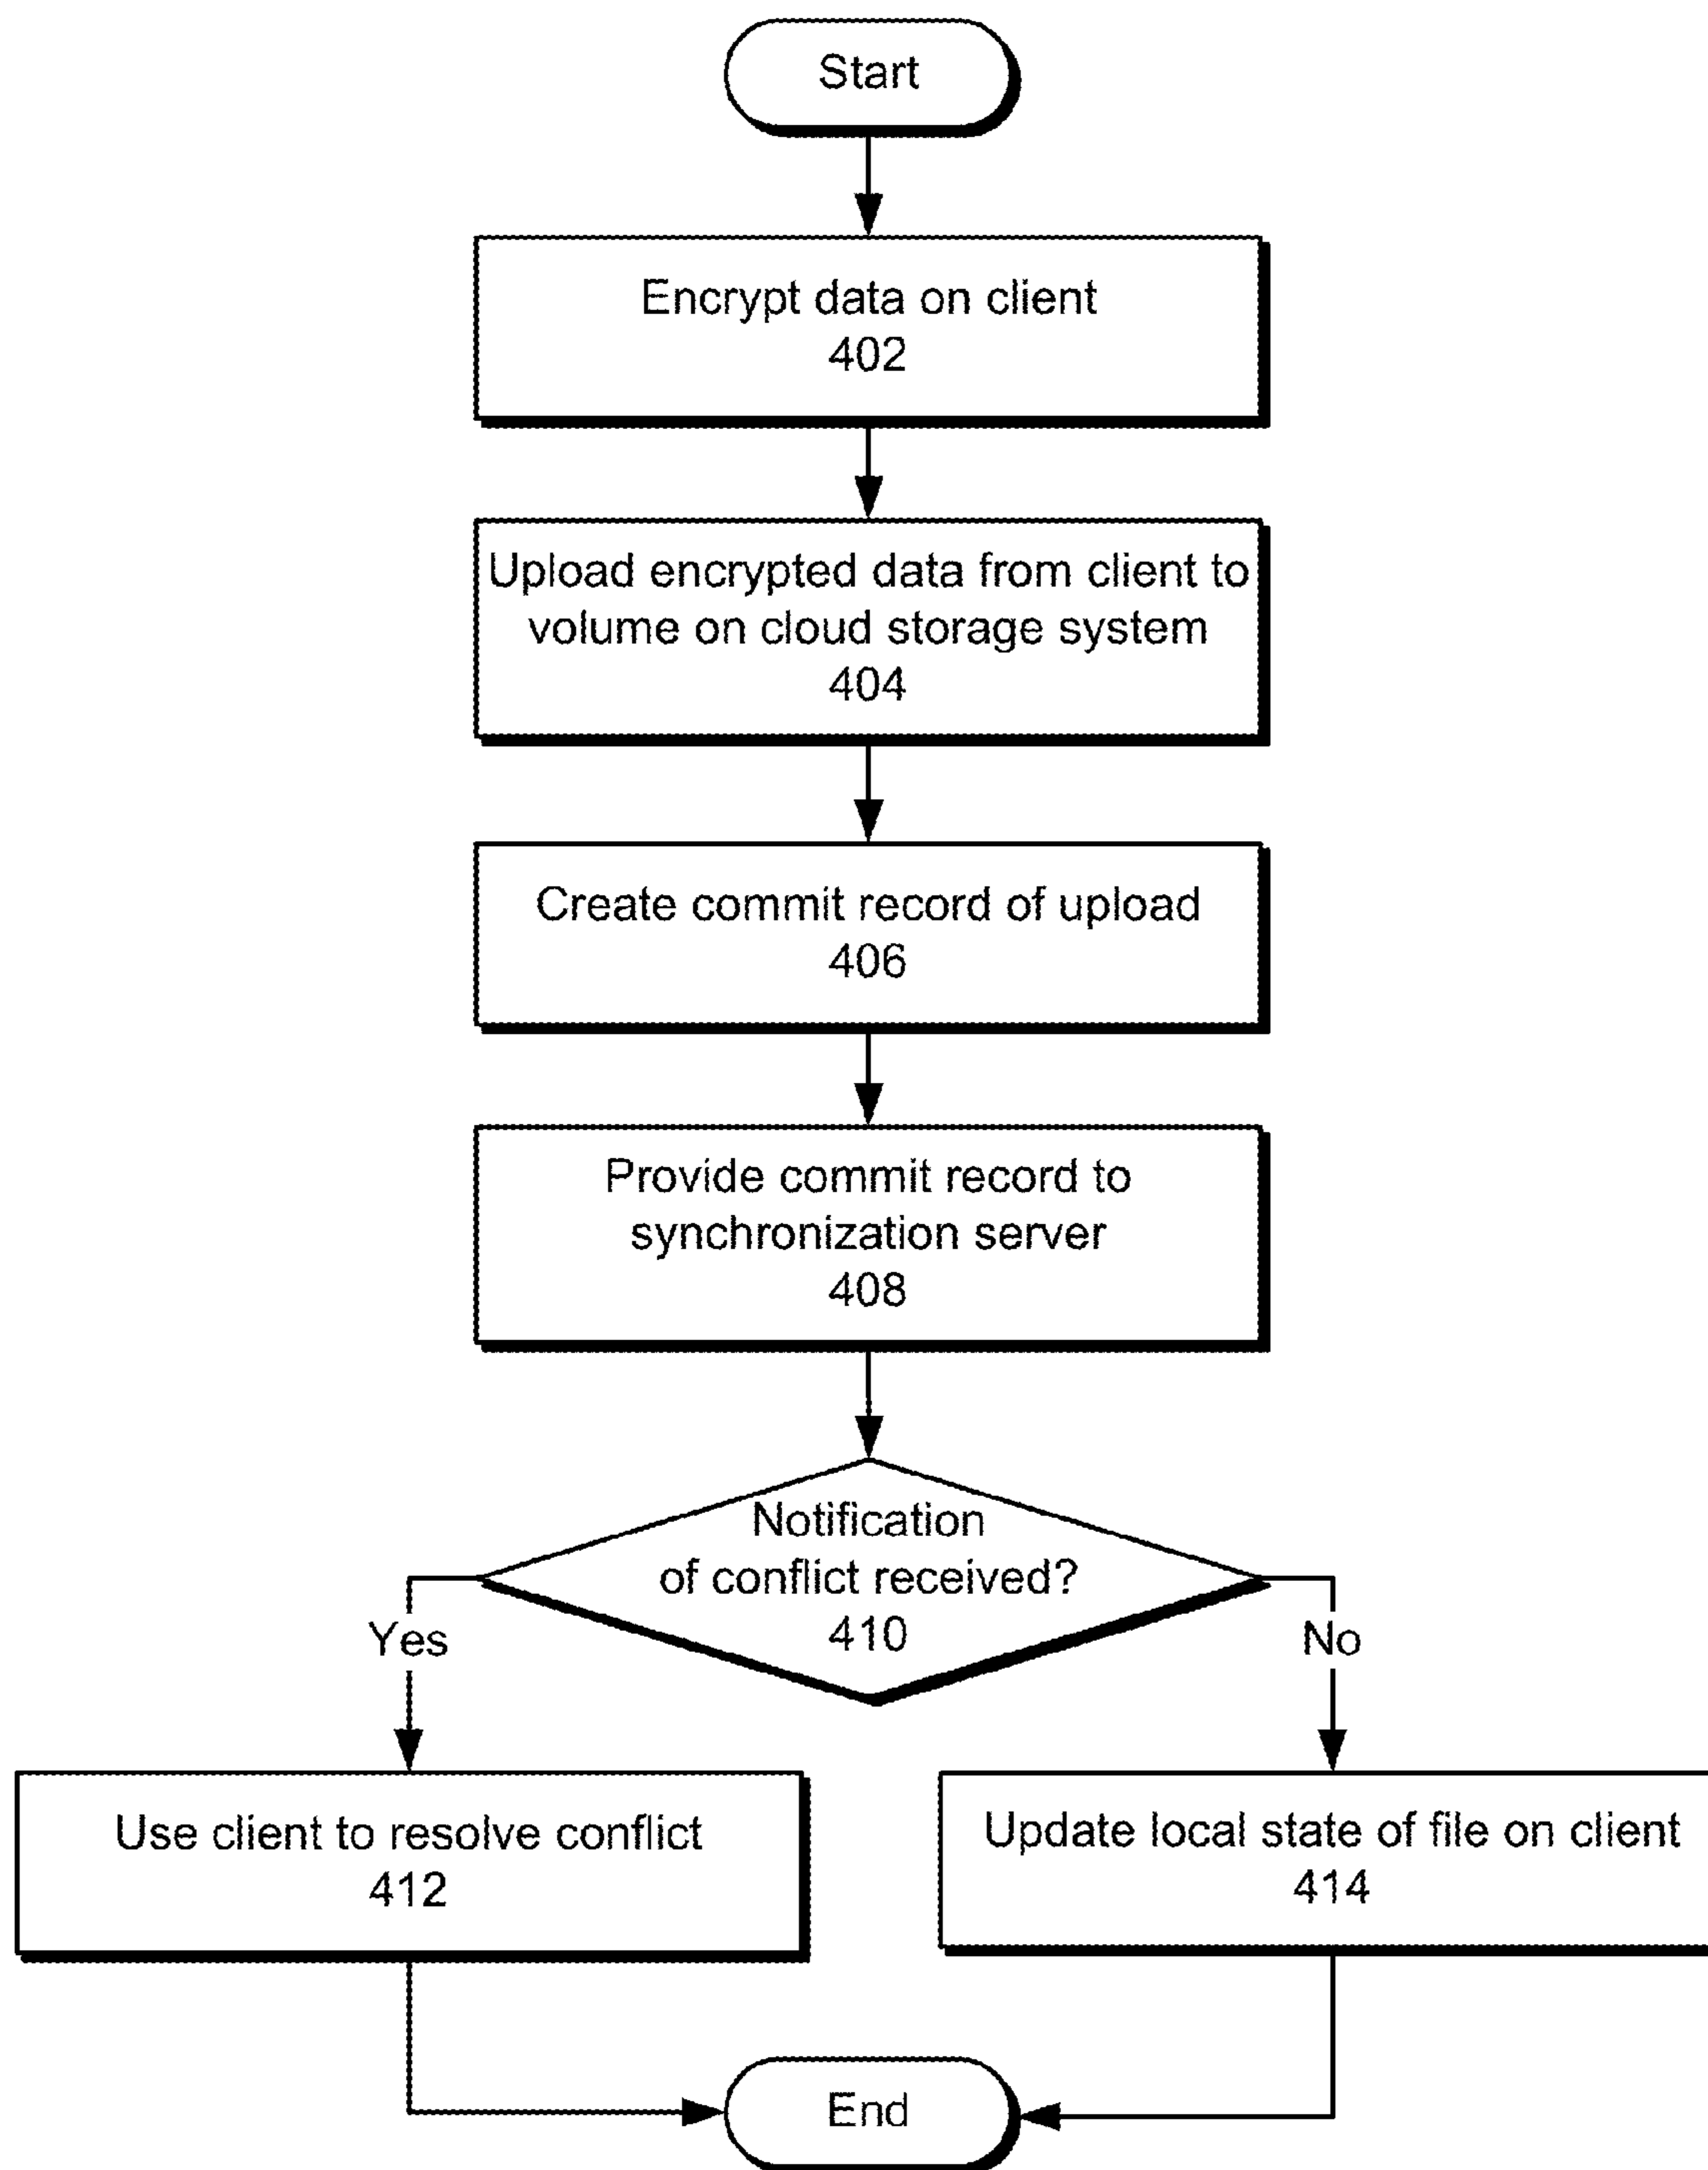 Start
Encrypt data on client
402
Upload encrypted data from client to
volume on cloud storage system
404
Create commit record of upload
406
Provide commit record to
synchronization server
408
Notification
of conflict received?
410
Yes
No
Use client to resolve conflict
412
Update local state of file on client
414
End